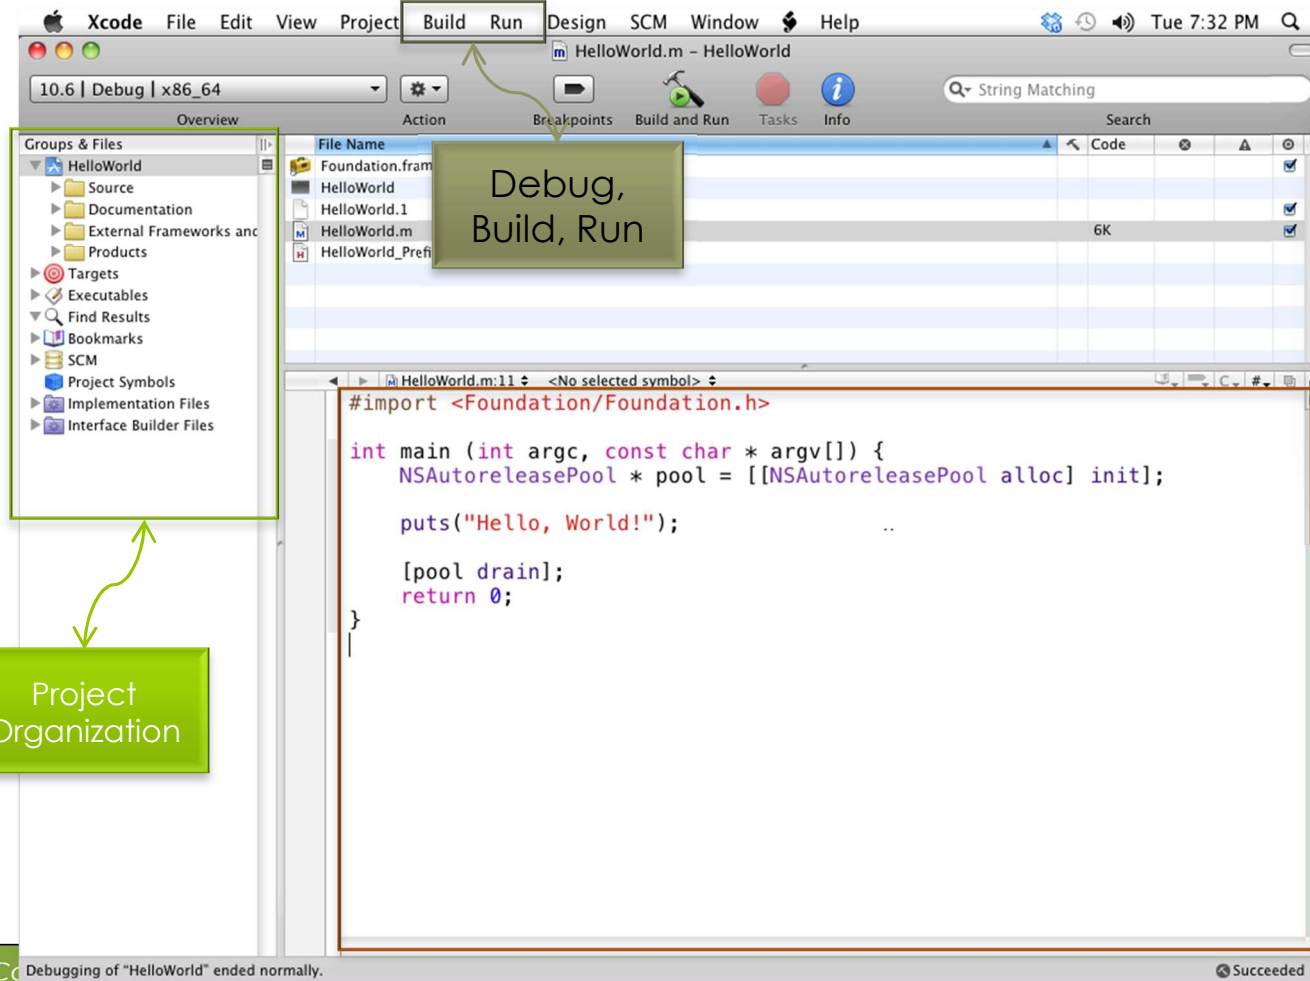 Xcode File Edit View Project Build Run Design SCM Window Help Tue 7:32 PM
HelloWorld.m – HelloWorld
10.6 | Debug | x86_64
String Matching
Overview Action Breakpoints Build and Run Tasks Info Search
Groups & Files
HelloWorld
Source
Documentation
External Frameworks and
Products
Targets
Executables
Find Results
Bookmarks
SCM
Project Symbols
Implementation Files
Interface Builder Files
File Name Code
Foundation.fram
HelloWorld
HelloWorld.1
HelloWorld.m 6K
HelloWorld_Prefi
Debug,
Build, Run
HelloWorld.m:11 <No selected symbol> C #
#import <Foundation/Foundation.h>
int main (int argc, const char * argv[]) {
NSAutoreleasePool * pool = [[NSAutoreleasePool alloc] init];
puts("Hello, World!");
..
[pool drain];
return 0;
}
Project
Organization
Debugging of "HelloWorld" ended normally. Succeeded